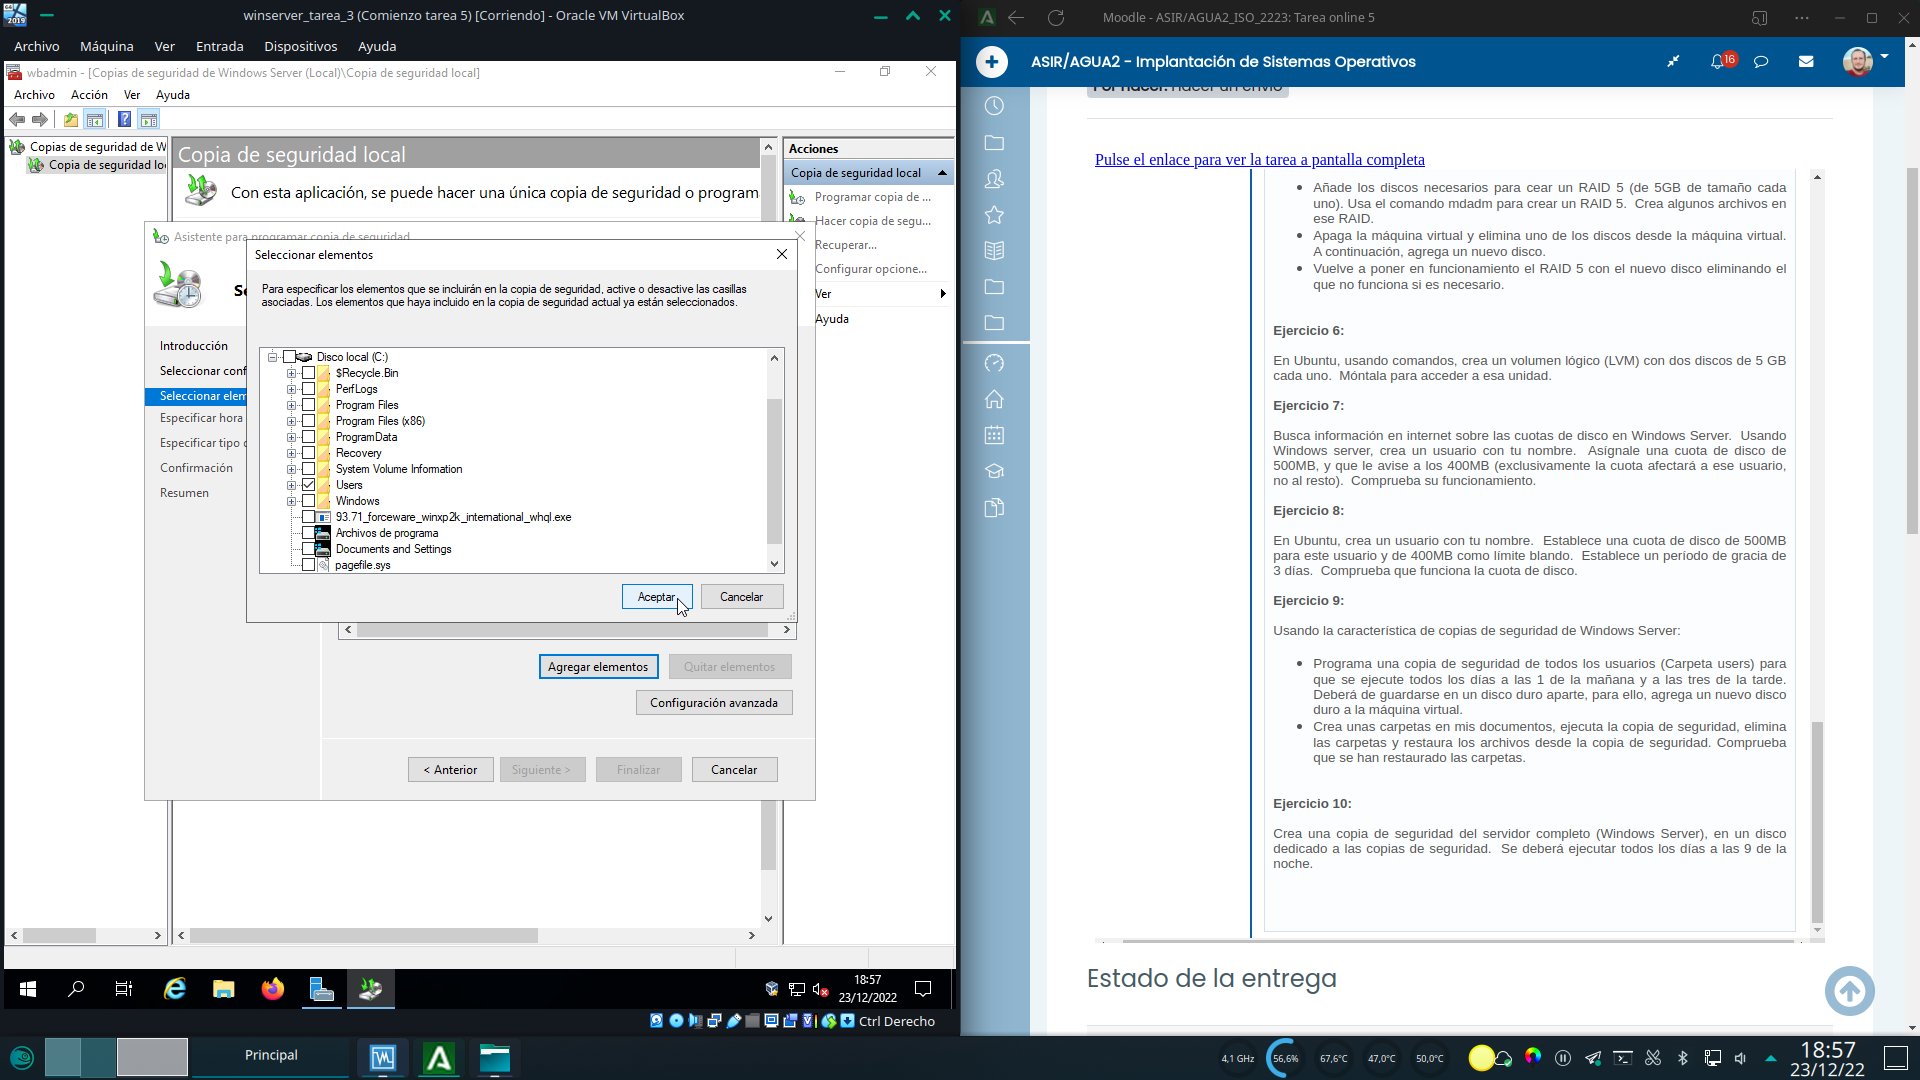 winserver_tarea_3 (Comienzo tarea 5) [Corriendo] - Oracle VM VirtualBox
Archivo Máquina Ver Entrada Dispositivos Ayuda
wbadmin - [Copias de seguridad de Windows Server (Local)\Copia de seguridad local]
Archivo Acción Ver Ayuda
Copias de seguridad de W
Copia de seguridad loc
Copia de seguridad local
Con esta aplicación, se puede hacer una única copia de seguridad o program
Acciones
Copia de seguridad local
Programar copia de ...
Hacer copia de segu...
Recuperar...
Configurar opcione...
Ver
Ayuda
Asistente para programar copia de seguridad
Se
Introducción
Seleccionar conf
Seleccionar elem
Especificar hora
Especificar tipo
Confirmación
Resumen
Seleccionar elementos
Para especificar los elementos que se incluirán en la copia de seguridad, active o desactive las casillas
asociadas. Los elementos que haya incluido en la copia de seguridad actual ya están seleccionados.
Disco local (C:)
$Recycle.Bin
PerfLogs
Program Files
Program Files (x86)
ProgramData
Recovery
System Volume Information
Users
Windows
93.71_forceware_winxp2k_international_whql.exe
Archivos de programa
Documents and Settings
pagefile.sys
Aceptar Cancelar
Agregar elementos Quitar elementos
Configuración avanzada
< Anterior Siguiente > Finalizar Cancelar
18:57
23/12/2022
Ctrl Derecho
Moodle - ASIR/AGUA2_ISO_2223: Tarea online 5
ASIR/AGUA2 - Implantación de Sistemas Operativos
16
Por hacer: Hacer un envío
Pulse el enlace para ver la tarea a pantalla completa
Añade los discos necesarios para cear un RAID 5 (de 5GB de tamaño cada
uno). Usa el comando mdadm para crear un RAID 5. Crea algunos archivos en
ese RAID.
Apaga la máquina virtual y elimina uno de los discos desde la máquina virtual.
A continuación, agrega un nuevo disco.
Vuelve a poner en funcionamiento el RAID 5 con el nuevo disco eliminando el
que no funciona si es necesario.
Ejercicio 6:
En Ubuntu, usando comandos, crea un volumen lógico (LVM) con dos discos de 5 GB
cada uno. Móntala para acceder a esa unidad.
Ejercicio 7:
Busca información en internet sobre las cuotas de disco en Windows Server. Usando
Windows server, crea un usuario con tu nombre. Asígnale una cuota de disco de
500MB, y que le avise a los 400MB (exclusivamente la cuota afectará a ese usuario,
no al resto). Comprueba su funcionamiento.
Ejercicio 8:
En Ubuntu, crea un usuario con tu nombre. Establece una cuota de disco de 500MB
para este usuario y de 400MB como límite blando. Establece un período de gracia de
3 días. Comprueba que funciona la cuota de disco.
Ejercicio 9:
Usando la característica de copias de seguridad de Windows Server:
Programa una copia de seguridad de todos los usuarios (Carpeta users) para
que se ejecute todos los días a las 1 de la mañana y a las tres de la tarde.
Deberá de guardarse en un disco duro aparte, para ello, agrega un nuevo disco
duro a la máquina virtual.
Crea unas carpetas en mis documentos, ejecuta la copia de seguridad, elimina
las carpetas y restaura los archivos desde la copia de seguridad. Comprueba
que se han restaurado las carpetas.
Ejercicio 10:
Crea una copia de seguridad del servidor completo (Windows Server), en un disco
dedicado a las copias de seguridad. Se deberá ejecutar todos los días a las 9 de la
noche.
Estado de la entrega
Principal
4,1 GHz 56,6% 67,6°C 47,0°C 50,0°C
18:57
23/12/22